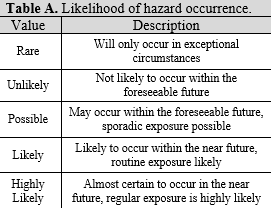 Table A. Likelihood of hazard occurrence.
Value Description
Rare Will only occur in exceptional
circumstances
Unlikely Not likely to occur within the
foreseeable future
Possible May occur within the foreseeable future,
sporadic exposure possible
Likely Likely to occur within the near future,
routine exposure likely
Highly Almost certain to occur in the near
Likely future, regular exposure is highly likely